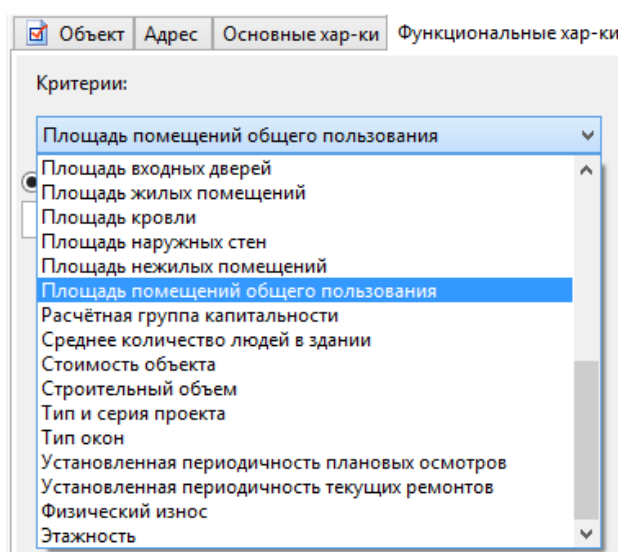 Объект Адрес Основные хар-ки Функциональные хар-ки
Критерии:
Площадь помещений общего пользования
Площадь входных дверей
Площадь жилых помещений
Площадь кровли
Площадь наружных стен
Площадь нежилых помещений
Площадь помещений общего пользования
Расчётная группа капитальности
Среднее количество людей в здании
Стоимость объекта
Строительный объем
Тип и серия проекта
Тип окон
Установленная периодичность плановых осмотров
Установленная периодичность текущих ремонтов
Физический износ
Этажность